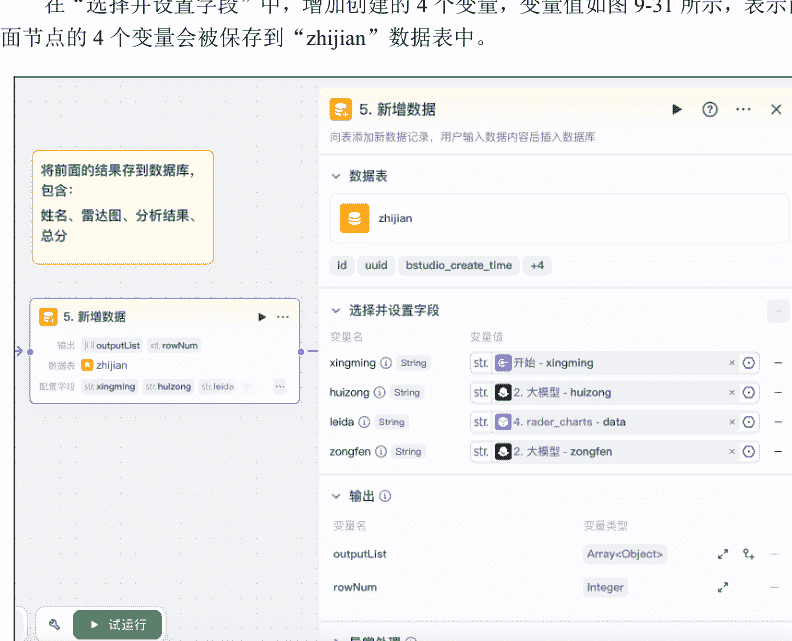 在“选择并设置字段”中，增加创建的 4 个变量，变量值如图 9-31 所示，表示
面节点的 4 个变量会被保存到“zhijian”数据表中。
将前面的结果存到数据库，
包含：
姓名、雷达图、分析结果、
总分
5. 新增数据
输出 outputList str. rowNum
数据表 zhijian
配置字段 str. xingming str. huizong str. leida
试运行
5. 新增数据
向表添加新数据记录，用户输入数据内容后插入数据库
数据表
zhijian
id uuid bstudio_create_time +4
选择并设置字段
变量名 变量值
xingming String str. 开始 - xingming
huizong String str. 2. 大模型 - huizong
leida String str. 4. rader_charts - data
zongfen String str. 2. 大模型 - zongfen
输出
变量名 变量类型
outputList Array<Object>
rowNum Integer